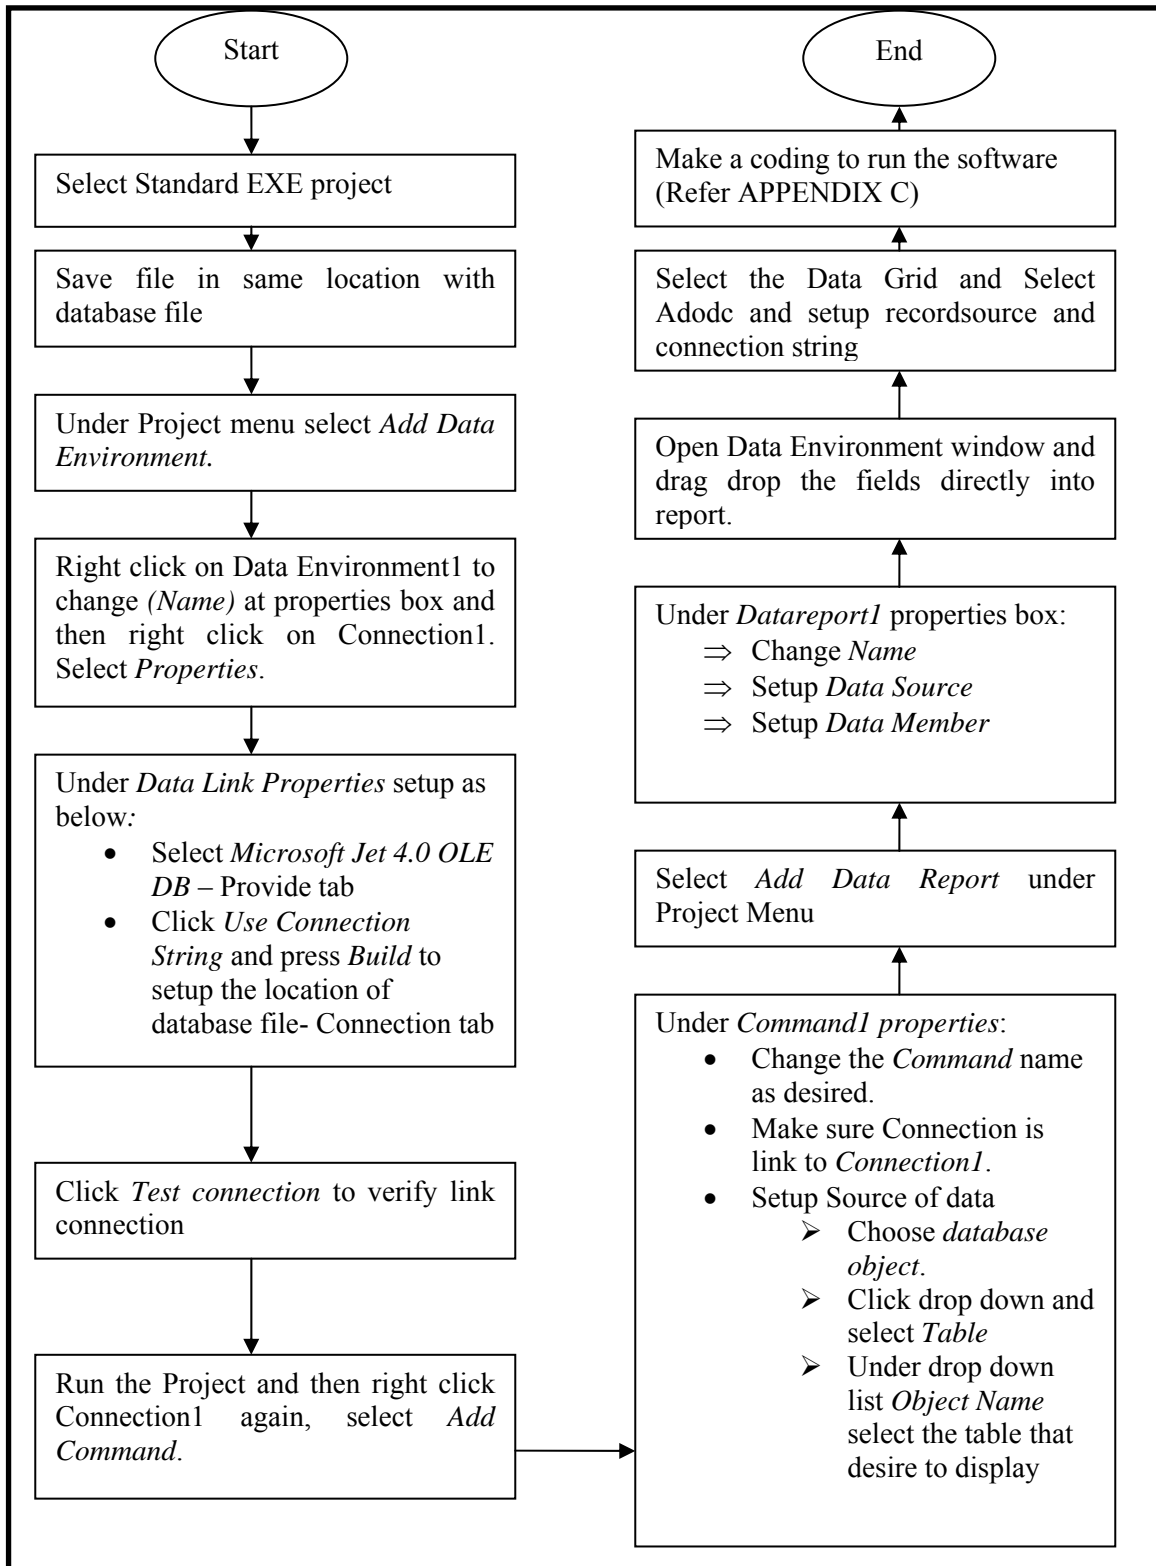 Start
Select Standard EXE project
Save file in same location with
database file
Under Project menu select Add Data
Environment.
Right click on Data Environment1 to
change (Name) at properties box and
then right click on Connection1.
Select Properties.
Under Data Link Properties setup as
below:
• Select Microsoft Jet 4.0 OLE
DB – Provide tab
• Click Use Connection
String and press Build to
setup the location of
database file- Connection tab
Click Test connection to verify link
connection
Run the Project and then right click
Connection1 again, select Add
Command.
Under Command1 properties:
• Change the Command name
as desired.
• Make sure Connection is
link to Connection1.
• Setup Source of data
➢ Choose database
object.
➢ Click drop down and
select Table
➢ Under drop down
list Object Name
select the table that
desire to display
Select Add Data Report under
Project Menu
Under Datareport1 properties box:
⇒ Change Name
⇒ Setup Data Source
⇒ Setup Data Member
Open Data Environment window and
drag drop the fields directly into
report.
Select the Data Grid and Select
Adodc and setup recordsource and
connection string
Make a coding to run the software
(Refer APPENDIX C)
End